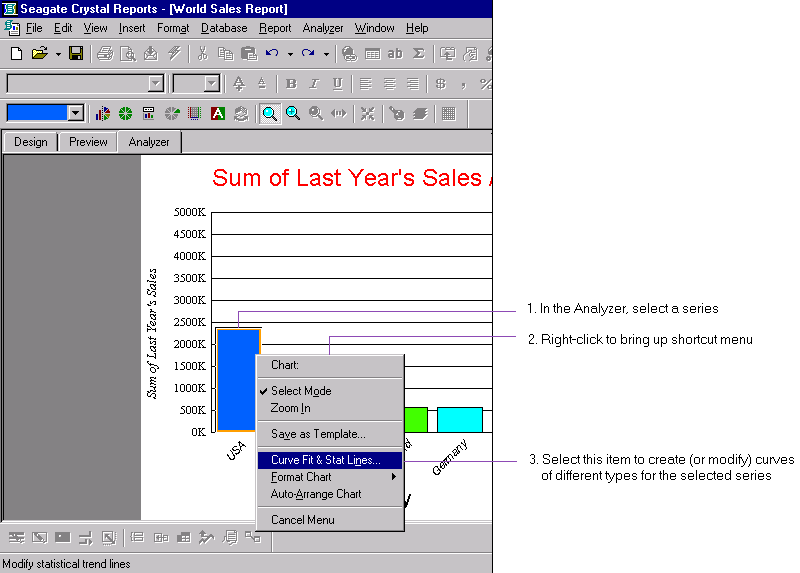 Seagate Crystal Reports - [World Sales Report]
File Edit View Insert Format Database Report Analyzer Window Help
ab Σ
B I U $ , %
A
Design Preview Analyzer
Sum of Last Year's Sales
5000K
4500K
4000K
3500K
3000K
2500K
2000K
1500K
1000K
500K
0K
Sum of Last Year's Sales
USA
Germany
Chart:
Select Mode
Zoom In
Save as Template...
Curve Fit & Stat Lines...
Format Chart
Auto-Arrange Chart
Cancel Menu
1. In the Analyzer, select a series
2. Right-click to bring up shortcut menu
3. Select this item to create (or modify) curves
of different types for the selected series
Modify statistical trend lines